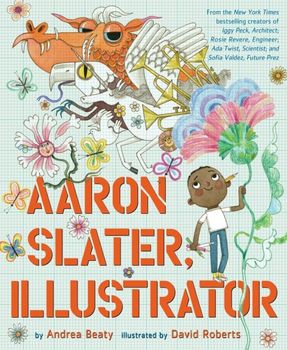 From the New York Times
bestselling creators of
Iggy Peck, Architect;
Rosie Revere, Engineer;
Ada Twist, Scientist; and
Sofia Valdez, Future Prez
AARON
SLATER,
ILLUSTRATOR
by Andrea Beaty illustrated by David Roberts